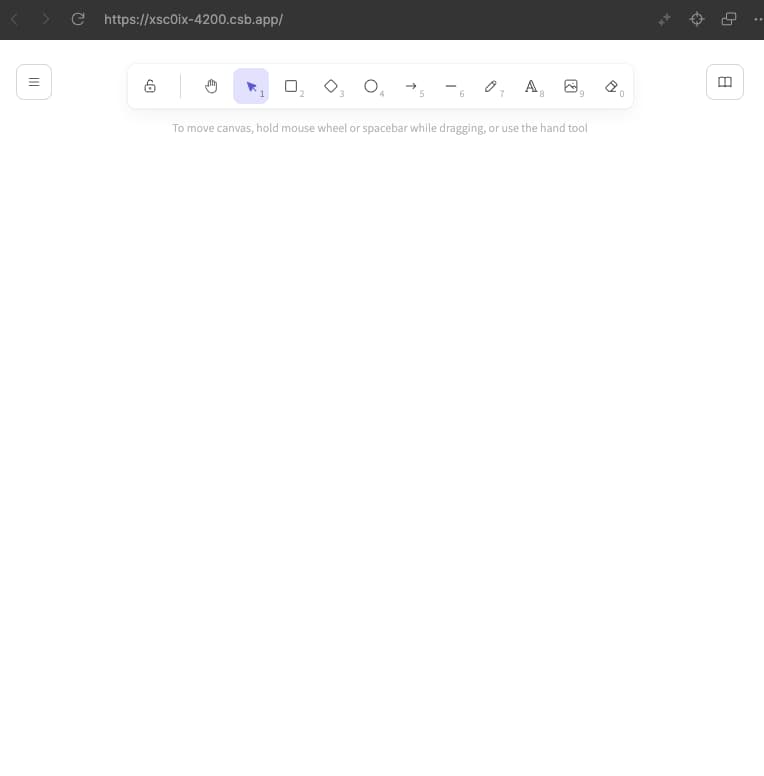 https://xsc0ix-4200.csb.app/
1 2 3 4 5 6 7 A 8 9 0
To move canvas, hold mouse wheel or spacebar while dragging, or use the hand tool